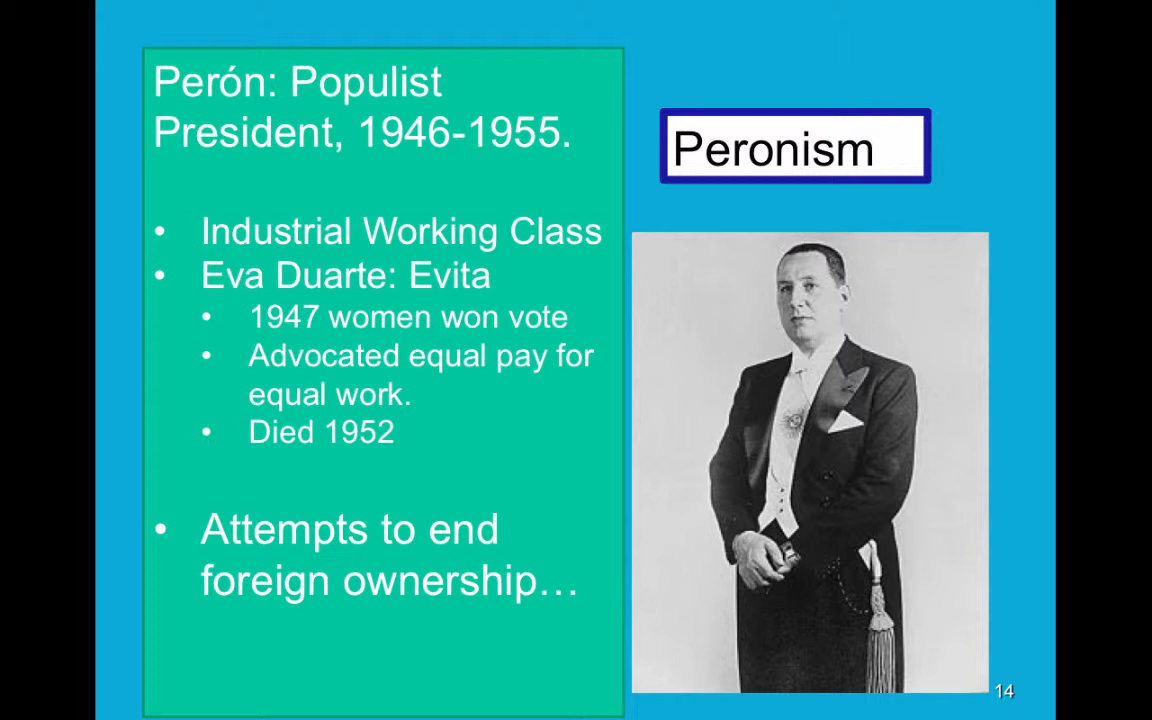 Perón: Populist
President, 1946-1955.
• Industrial Working Class
• Eva Duarte: Evita
• 1947 women won vote
• Advocated equal pay for
equal work.
• Died 1952
• Attempts to end
foreign ownership…
Peronism
14